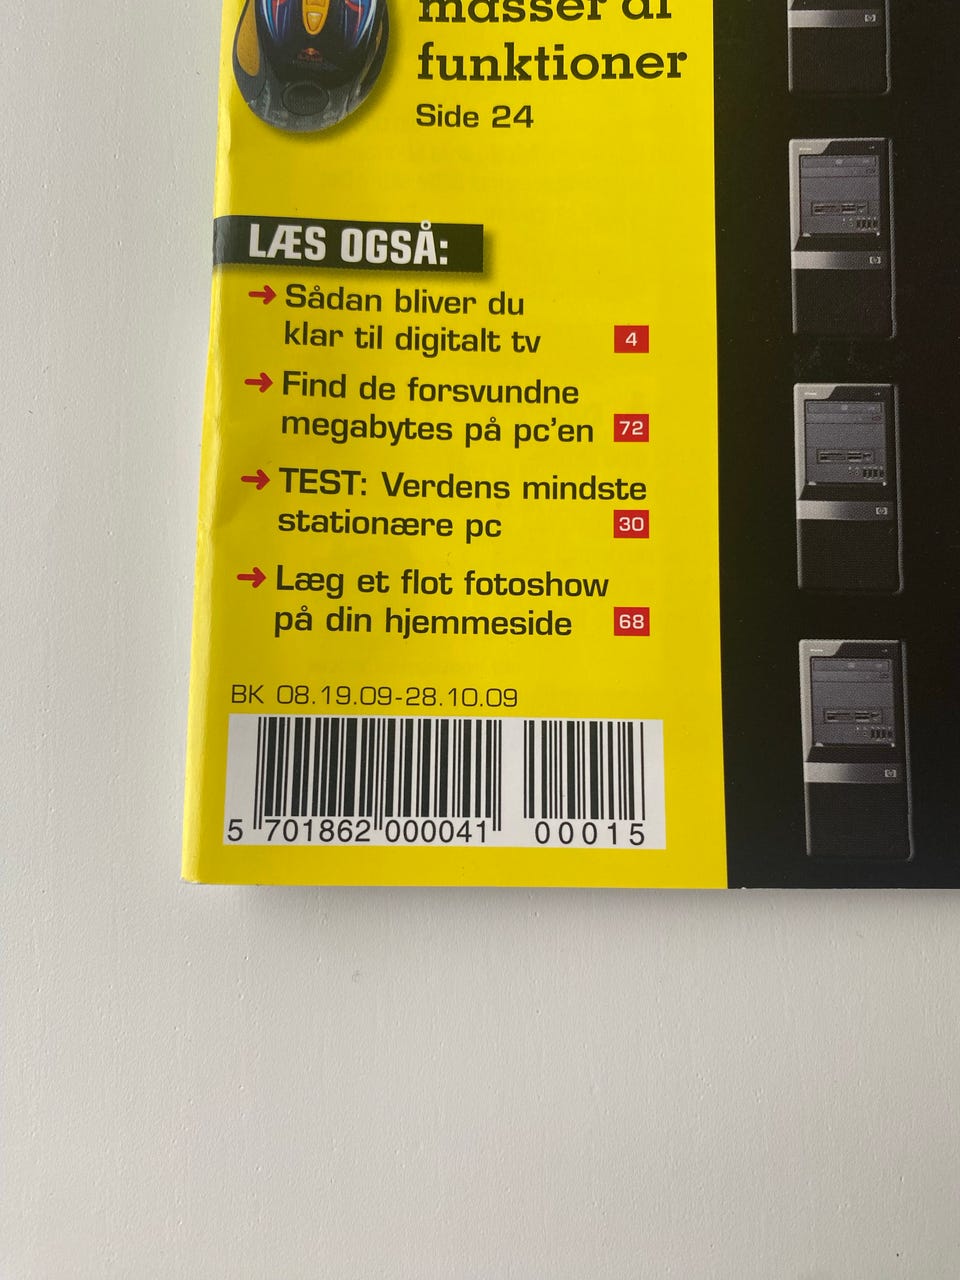 masser af
funktioner
Side 24
LÆS OGSÅ:
Sådan bliver du
klar til digitalt tv 4
Find de forsvundne
megabytes på pc'en 72
TEST: Verdens mindste
stationære pc 30
Læg et flot fotoshow
på din hjemmeside 68
BK 08.19.09-28.10.09
5 701862 000041 00015